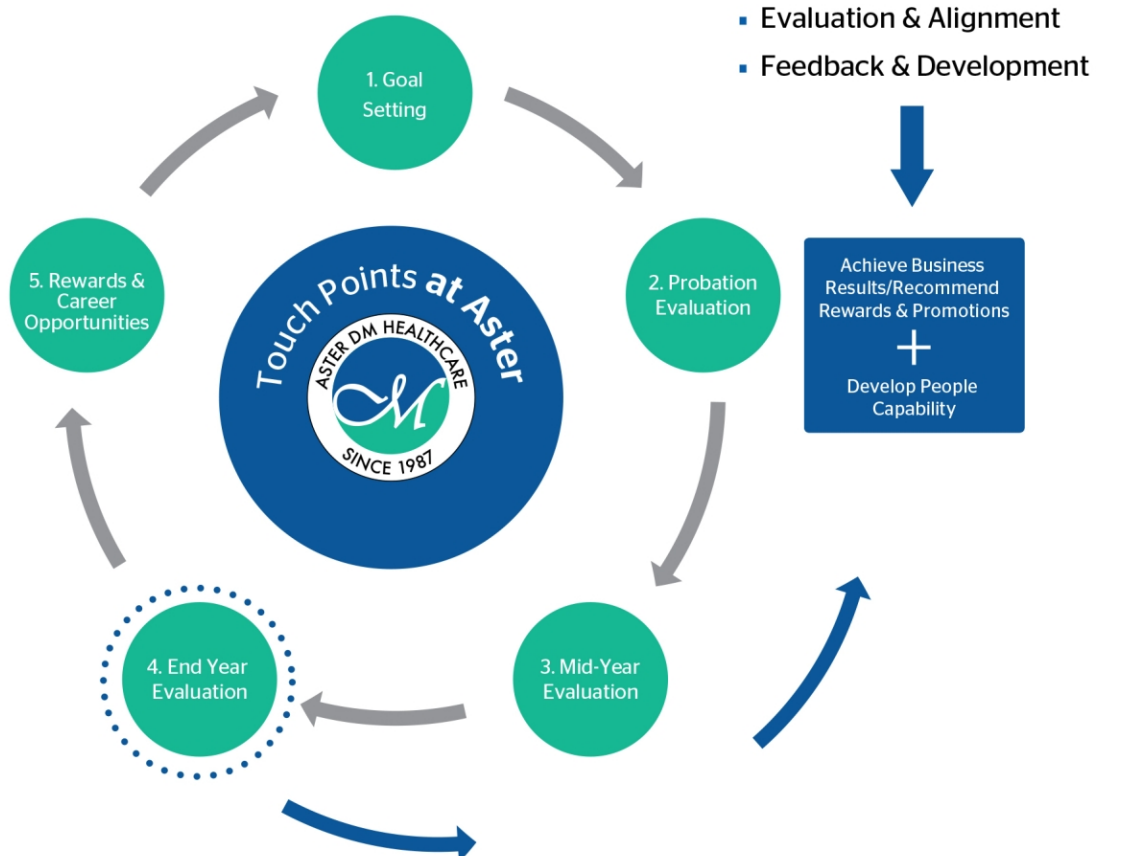 Evaluation & Alignment
Feedback & Development
1. Goal
Setting
2. Probation
Evaluation
3. Mid-Year
Evaluation
4. End Year
Evaluation
5. Rewards &
Career
Opportunities
Touch Points at Aster
ASTER DM HEALTHCARE
M
SINCE 1987
Achieve Business
Results/Recommend
Rewards & Promotions
+
Develop People
Capability